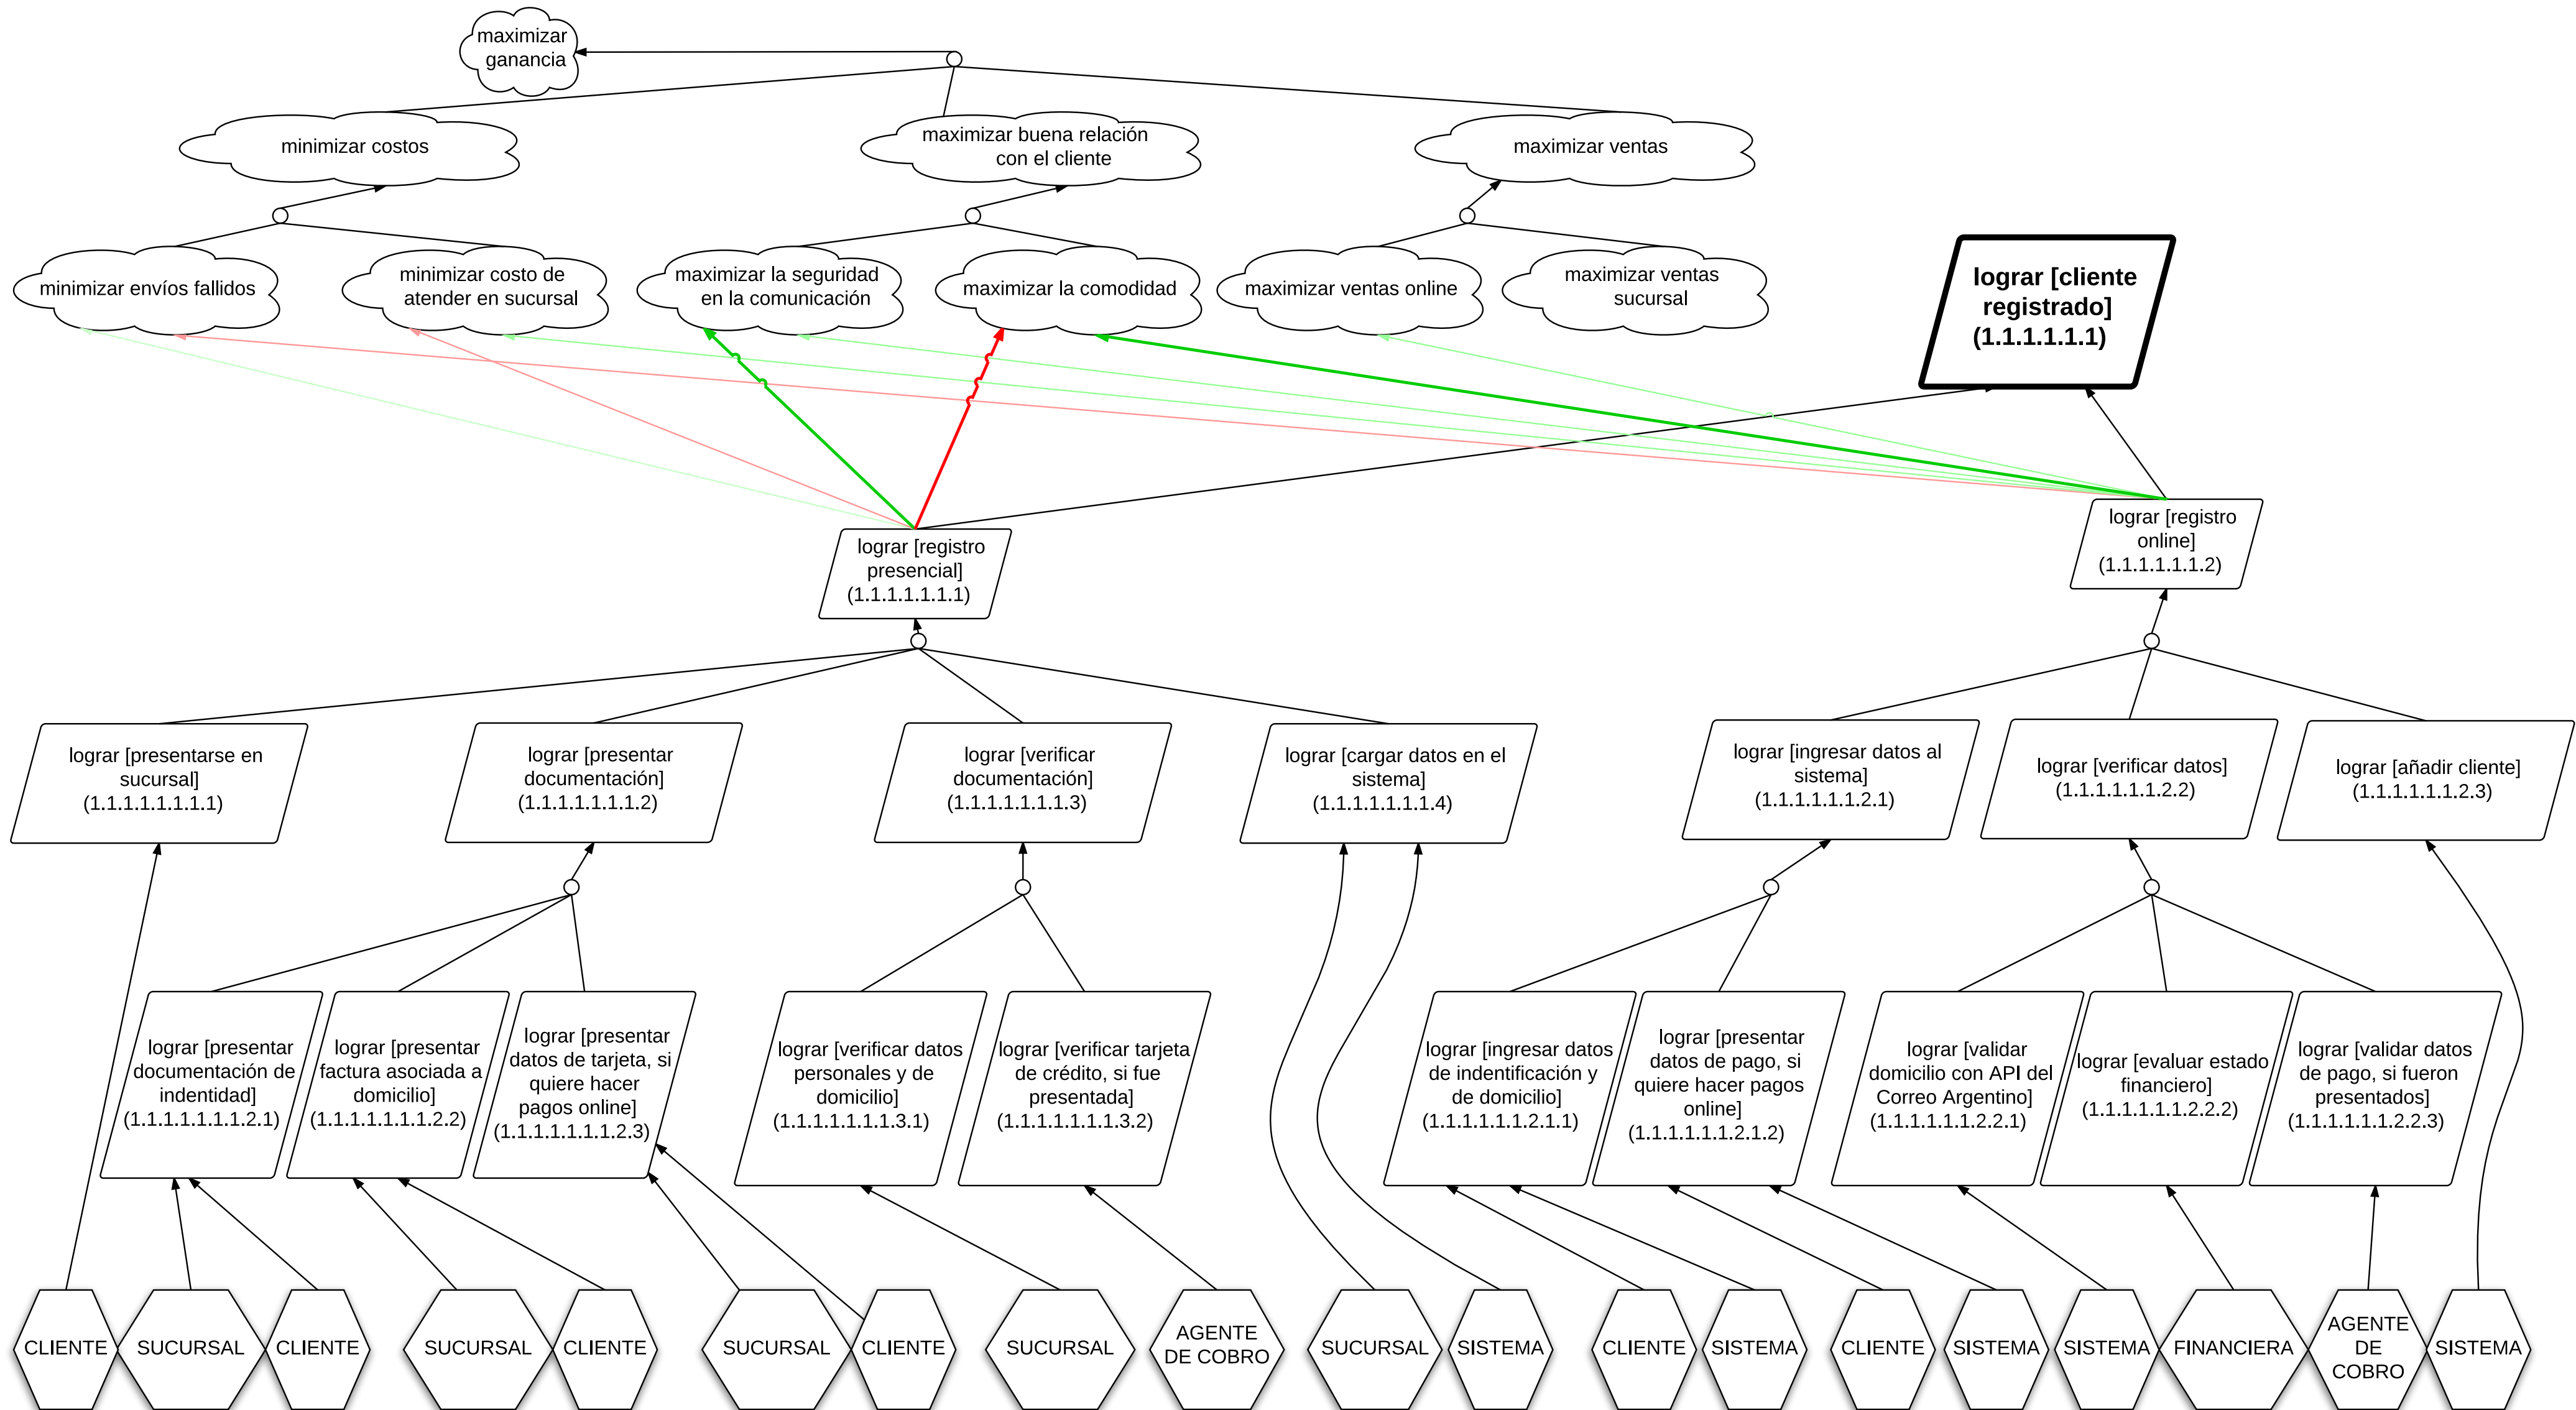 maximizar
ganancia
minimizar costos
maximizar buena relación
con el cliente
maximizar ventas
minimizar envíos fallidos
minimizar costo de
atender en sucursal
maximizar la seguridad
en la comunicación
maximizar la comodidad
maximizar ventas online
maximizar ventas
sucursal
lograr [cliente
registrado]
(1.1.1.1.1.1)
lograr [registro
presencial]
(1.1.1.1.1.1.1)
lograr [registro
online]
(1.1.1.1.1.1.2)
lograr [presentarse en
sucursal]
(1.1.1.1.1.1.1.1)
lograr [presentar
documentación]
(1.1.1.1.1.1.1.2)
lograr [verificar
documentación]
(1.1.1.1.1.1.1.3)
lograr [cargar datos en el
sistema]
(1.1.1.1.1.1.1.4)
lograr [ingresar datos al
sistema]
(1.1.1.1.1.1.2.1)
lograr [verificar datos]
(1.1.1.1.1.1.2.2)
lograr [añadir cliente]
(1.1.1.1.1.1.2.3)
lograr [presentar
documentación de
indentidad]
(1.1.1.1.1.1.1.2.1)
lograr [presentar
factura asociada a
domicilio]
(1.1.1.1.1.1.1.2.2)
lograr [presentar
datos de tarjeta, si
quiere hacer
pagos online]
(1.1.1.1.1.1.1.2.3)
lograr [verificar datos
personales y de
domicilio]
(1.1.1.1.1.1.1.3.1)
lograr [verificar tarjeta
de crédito, si fue
presentada]
(1.1.1.1.1.1.1.3.2)
lograr [ingresar datos
de indentificación y
de domicilio]
(1.1.1.1.1.1.2.1.1)
lograr [presentar
datos de pago, si
quiere hacer pagos
online]
(1.1.1.1.1.1.2.1.2)
lograr [validar
domicilio con API del
Correo Argentino]
(1.1.1.1.1.1.2.2.1)
lograr [evaluar estado
financiero]
(1.1.1.1.1.1.2.2.2)
lograr [validar datos
de pago, si fueron
presentados]
(1.1.1.1.1.1.2.2.3)
CLIENTE
SUCURSAL
CLIENTE
SUCURSAL
CLIENTE
SUCURSAL
CLIENTE
SUCURSAL
AGENTE
DE COBRO
SUCURSAL
SISTEMA
CLIENTE
SISTEMA
CLIENTE
SISTEMA
SISTEMA
FINANCIERA
AGENTE
DE
COBRO
SISTEMA